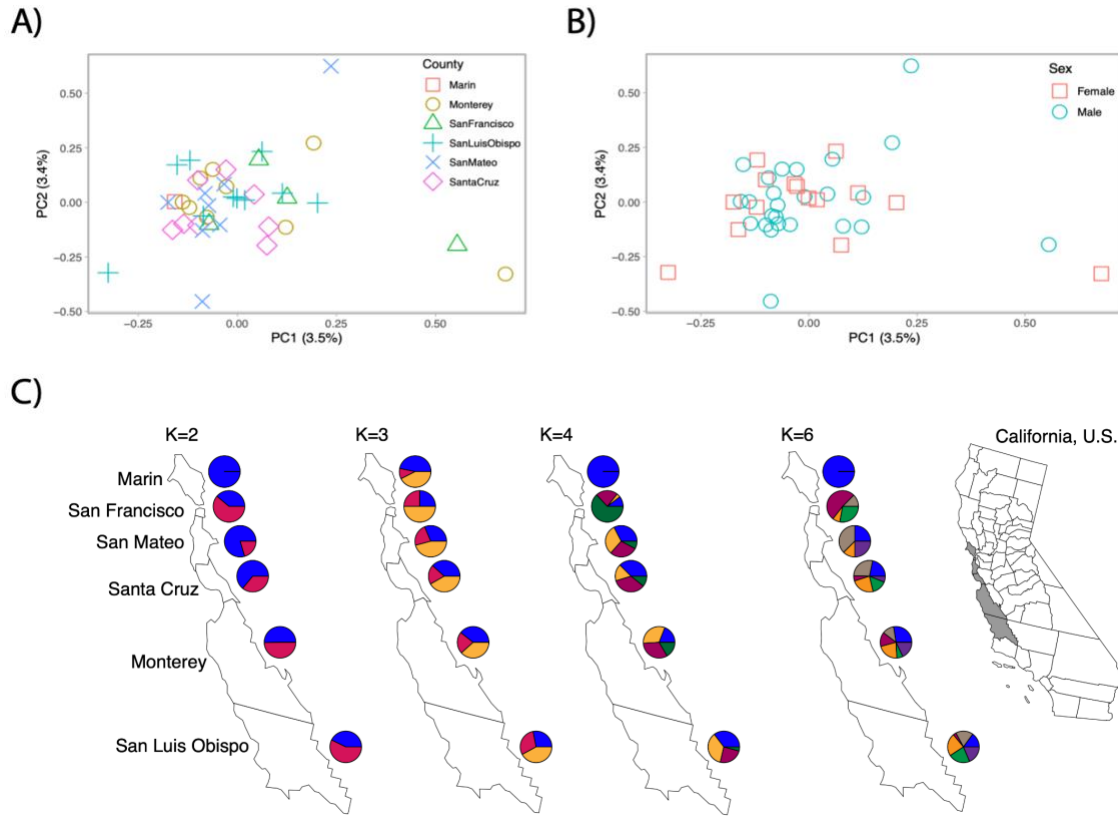 A)
County
Marin
Monterey
SanFrancisco
SanLuisObispo
SanMateo
SantaCruz
0.50
0.25
0.00
−0.25
−0.50
PC2 (3.4%)
−0.25
0.00
0.25
0.50
PC1 (3.5%)
B)
Sex
Female
Male
0.50
0.25
0.00
−0.25
−0.50
PC2 (3.4%)
−0.25
0.00
0.25
0.50
PC1 (3.5%)
C)
K=2
K=3
K=4
K=6
California, U.S.
Marin
San Francisco
San Mateo
Santa Cruz
Monterey
San Luis Obispo